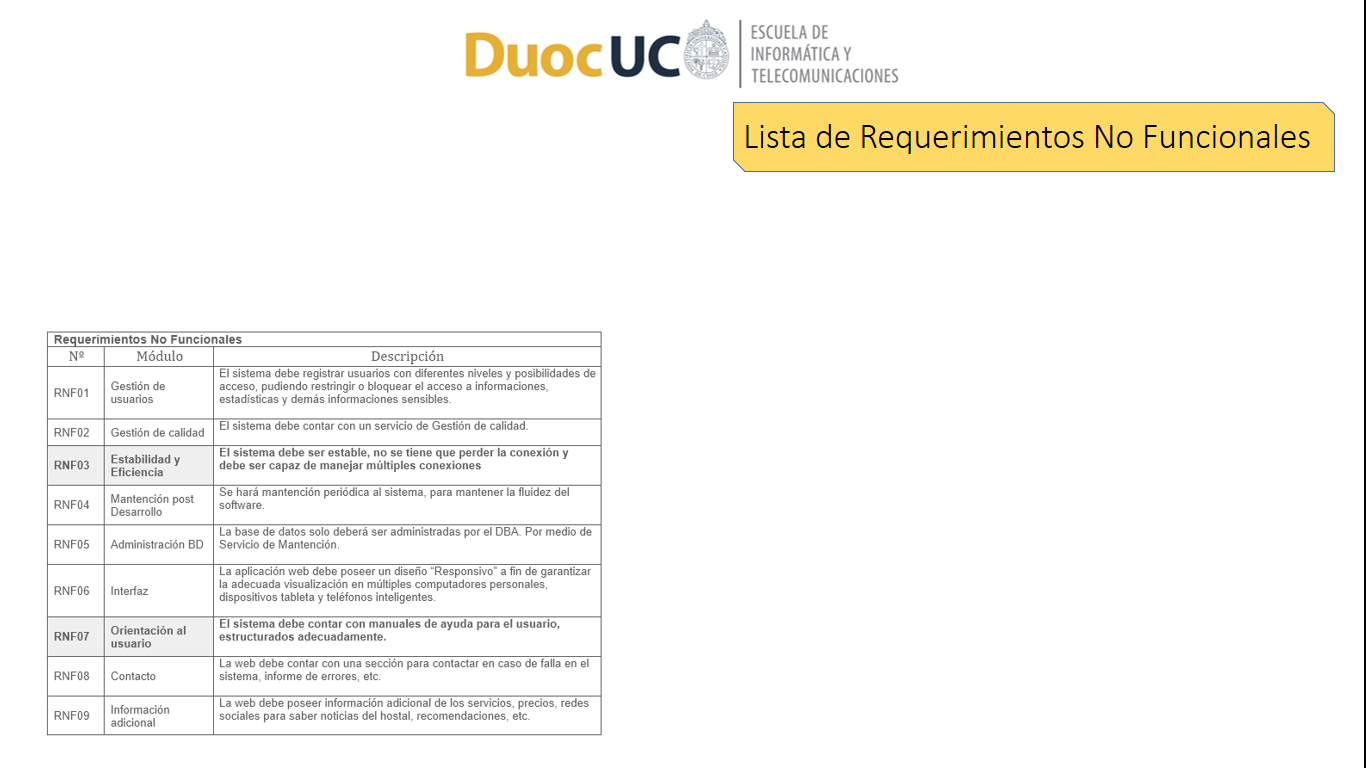 Duoc UC
ESCUELA DE
INFORMÁTICA Y
TELECOMUNICACIONES
Lista de Requerimientos No Funcionales
Requerimientos No Funcionales
Nº Módulo Descripción
RNF01 Gestión de
usuarios
El sistema debe registrar usuarios con diferentes niveles y posibilidades de
acceso, pudiendo restringir o bloquear el acceso a informaciones,
estadísticas y demás informaciones sensibles.
RNF02 Gestión de calidad
El sistema debe contar con un servicio de Gestión de calidad.
RNF03 Estabilidad y
Eficiencia
El sistema debe ser estable, no se tiene que perder la conexión y
debe ser capaz de manejar múltiples conexiones
RNF04 Mantención post
Desarrollo
Se hará mantención periódica al sistema, para mantener la fluidez del
software.
RNF05 Administración BD
La base de datos solo deberá ser administradas por el DBA. Por medio de
Servicio de Mantención.
RNF06 Interfaz
La aplicación web debe poseer un diseño “Responsivo” a fin de garantizar
la adecuada visualización en múltiples computadores personales,
dispositivos tableta y teléfonos inteligentes.
RNF07 Orientación al
usuario
El sistema debe contar con manuales de ayuda para el usuario,
estructurados adecuadamente.
RNF08 Contacto
La web debe contar con una sección para contactar en caso de falla en el
sistema, informe de errores, etc.
RNF09 Información
adicional
La web debe poseer información adicional de los servicios, precios, redes
sociales para saber noticias del hostal, recomendaciones, etc.